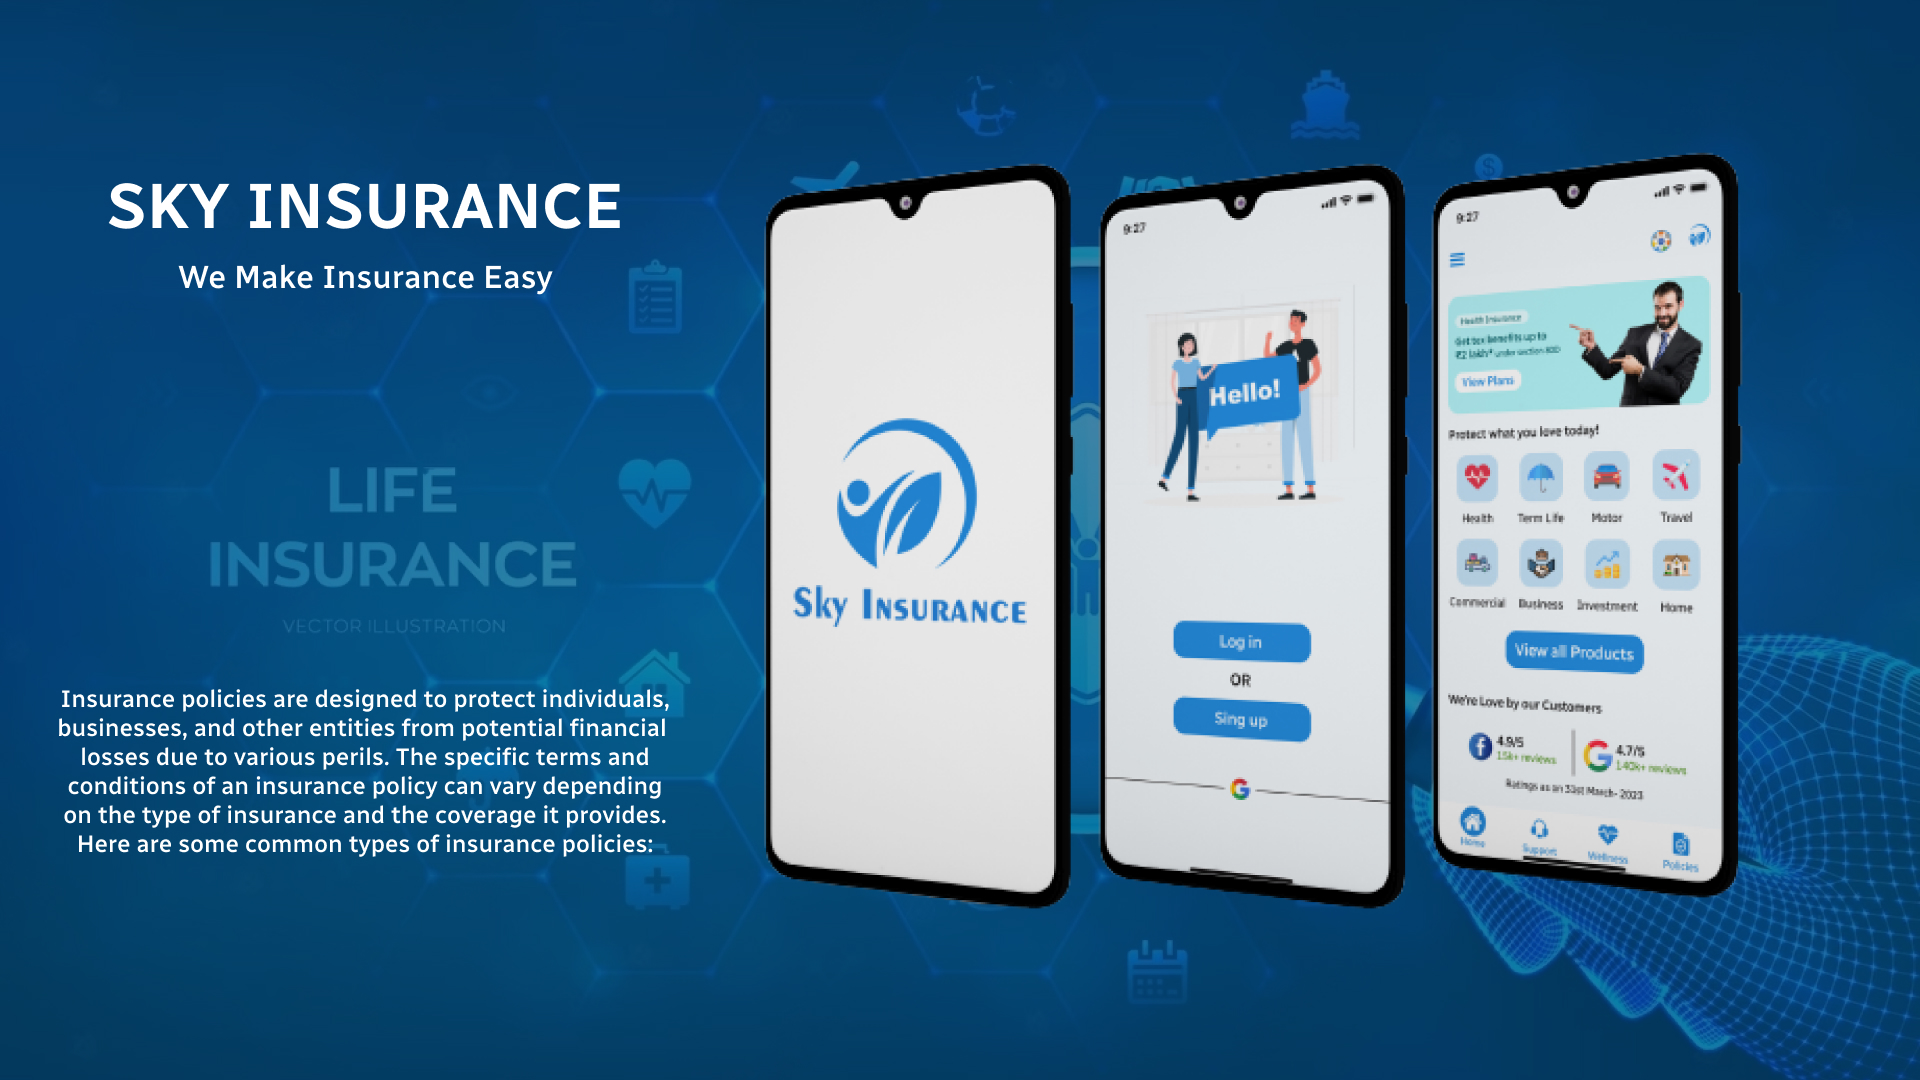 SKY INSURANCE
We Make Insurance Easy
LIFE
INSURANCE
VECTOR ILLUSTRATION
Insurance policies are designed to protect individuals,
businesses, and other entities from potential financial
losses due to various perils. The specific terms and
conditions of an insurance policy can vary depending
on the type of insurance and the coverage it provides.
Here are some common types of insurance policies:
Sky INSURANCE
9:27
Hello!
Log in
OR
Sing up
9:27
Health Insurance
Get tax benefits up to
₹2 lakh* under section 80D
View Plans
Protect what you love today!
Health Term Life Motor Travel
Commercial Business Investment Home
View all Products
We're Love by our Customers
4.9/5
15k+ reviews
4.7/5
140k+ reviews
Ratings as on 31st March- 2023
Home Support Wellness Policies